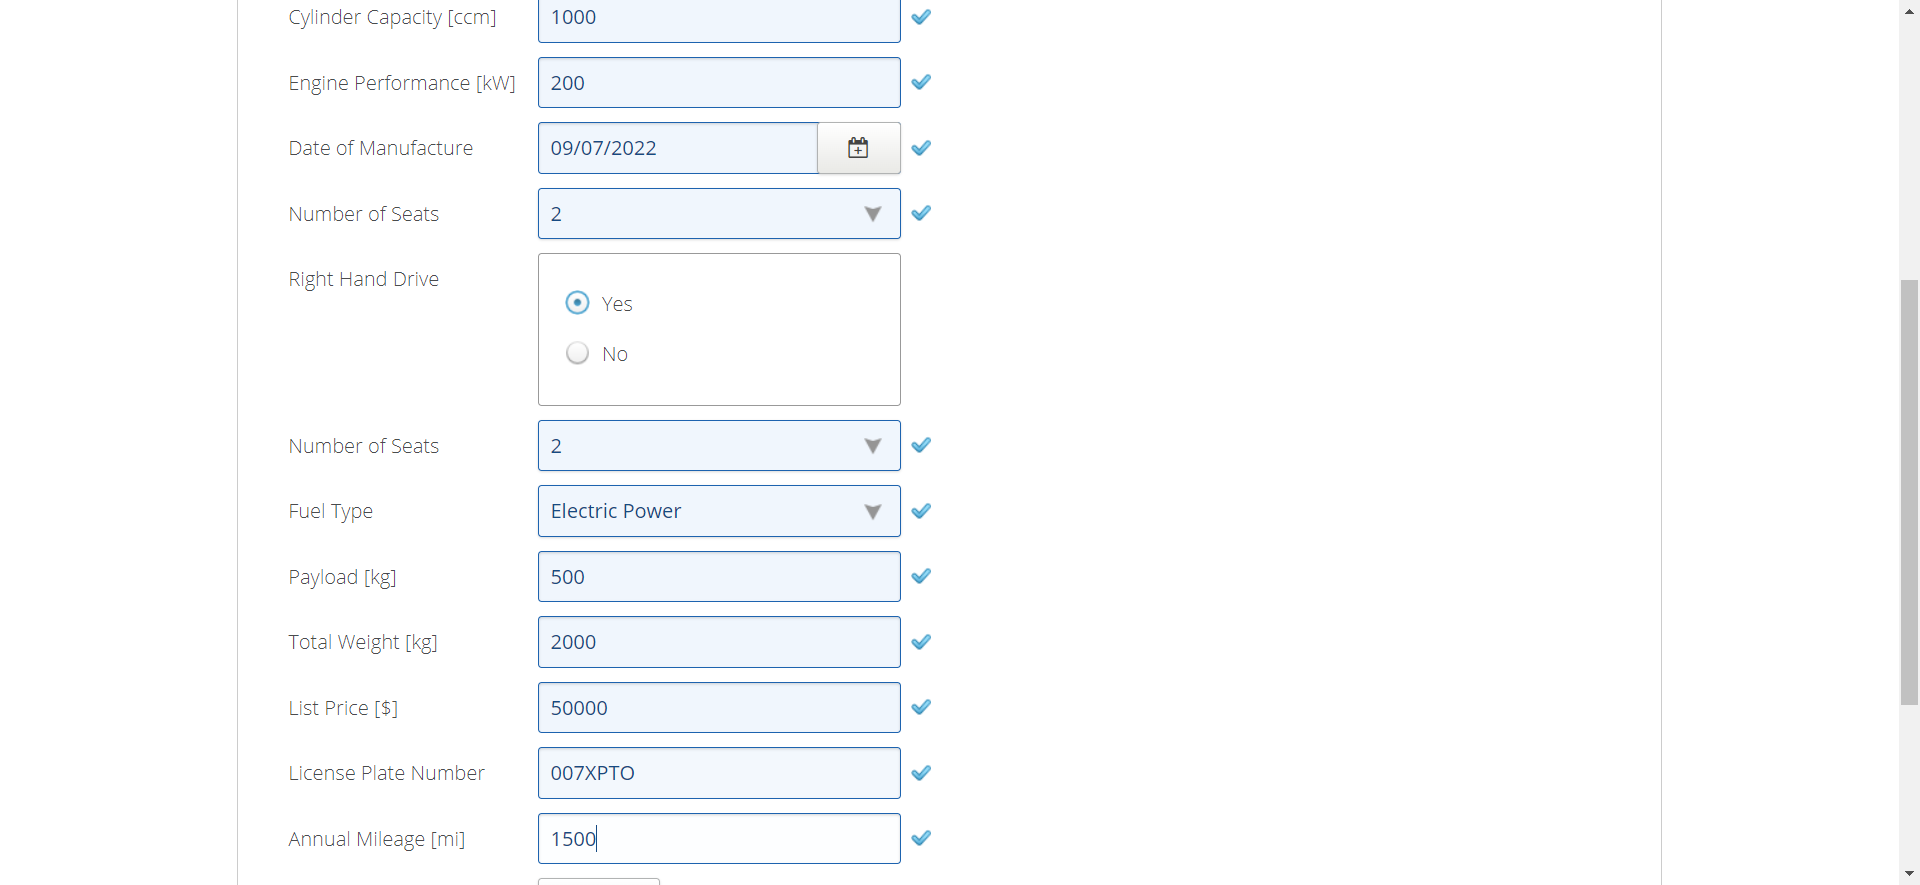 Cylinder Capacity [ccm] 1000
Engine Performance [kW] 200
Date of Manufacture 09/07/2022
Number of Seats 2
Right Hand Drive
Yes
No
Number of Seats 2
Fuel Type Electric Power
Payload [kg] 500
Total Weight [kg] 2000
List Price [$] 50000
License Plate Number 007XPTO
Annual Mileage [mi] 1500